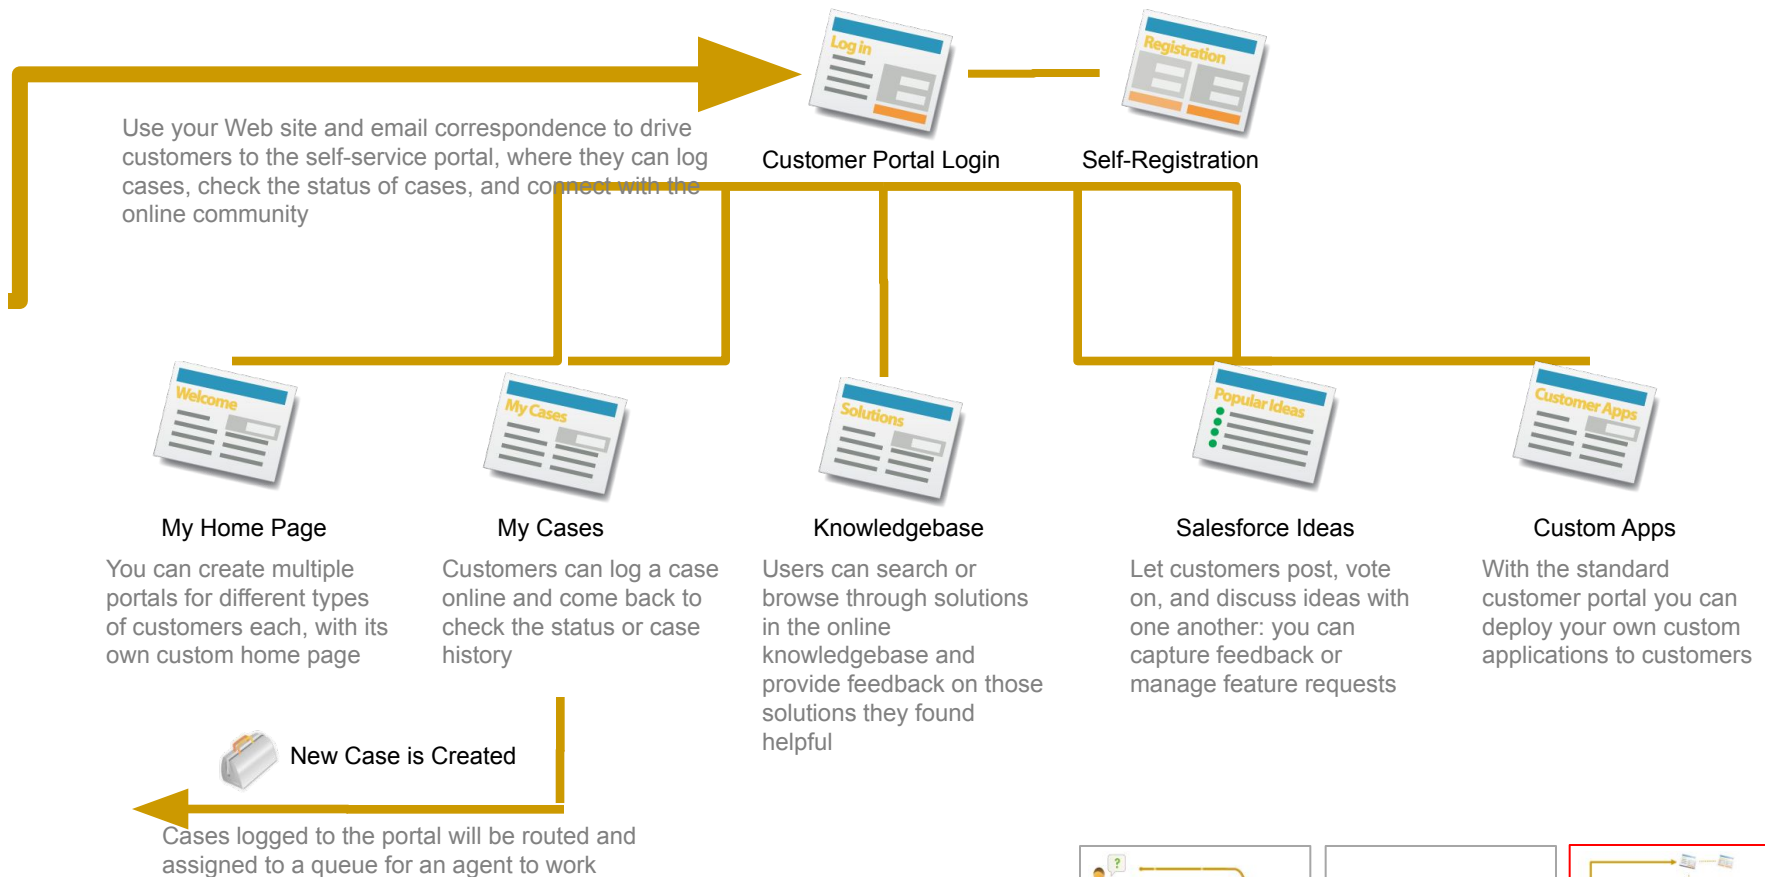 Log in
Registration
Use your Web site and email correspondence to drive
customers to the self-service portal, where they can log
cases, check the status of cases, and connect with the
online community
Customer Portal Login
Self-Registration
Welcome
My Cases
Solutions
Popular Ideas
Customer Apps
My Home Page
You can create multiple
portals for different types
of customers each, with its
own custom home page
My Cases
Customers can log a case
online and come back to
check the status or case
history
Knowledgebase
Users can search or
browse through solutions
in the online
knowledgebase and
provide feedback on those
solutions they found
helpful
Salesforce Ideas
Let customers post, vote
on, and discuss ideas with
one another: you can
capture feedback or
manage feature requests
Custom Apps
With the standard
customer portal you can
deploy your own custom
applications to customers
New Case is Created
Cases logged to the portal will be routed and
assigned to a queue for an agent to work
?